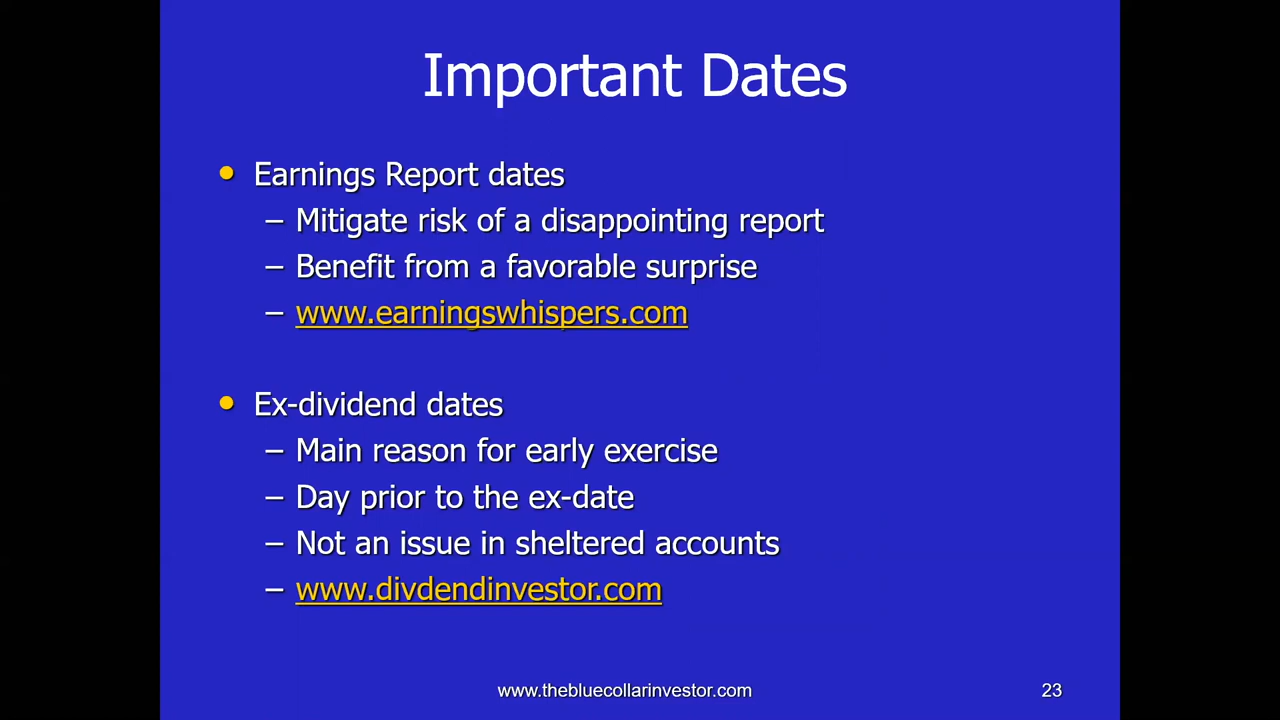 Important Dates
• Earnings Report dates
– Mitigate risk of a disappointing report
– Benefit from a favorable surprise
– www.earningswhispers.com
• Ex-dividend dates
– Main reason for early exercise
– Day prior to the ex-date
– Not an issue in sheltered accounts
– www.divdendinvestor.com
www.thebluecollarinvestor.com
23